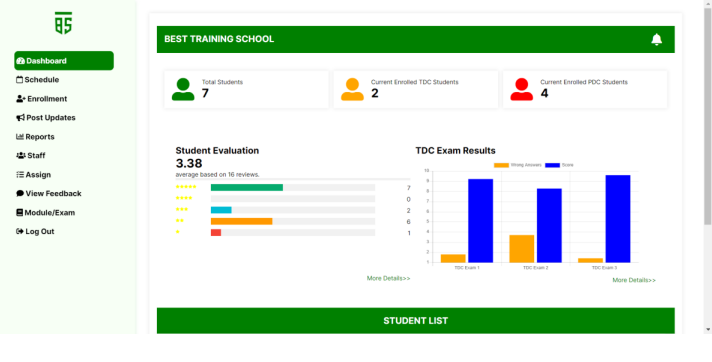 BS
Dashboard
Schedule
Enrollment
Post Updates
Reports
Staff
Assign
View Feedback
Module/Exam
Log Out
BEST TRAINING SCHOOL
Total Students
7
Current Enrolled TDC Students
2
Current Enrolled PDC Students
4
Student Evaluation
3.38
average based on 16 reviews.
7
0
2
6
1
More Details>>
TDC Exam Results
Wrong Answers Score
10
9
8
7
6
5
4
3
2
1
TDC Exam 1 TDC Exam 2 TDC Exam 3
More Details>>
STUDENT LIST